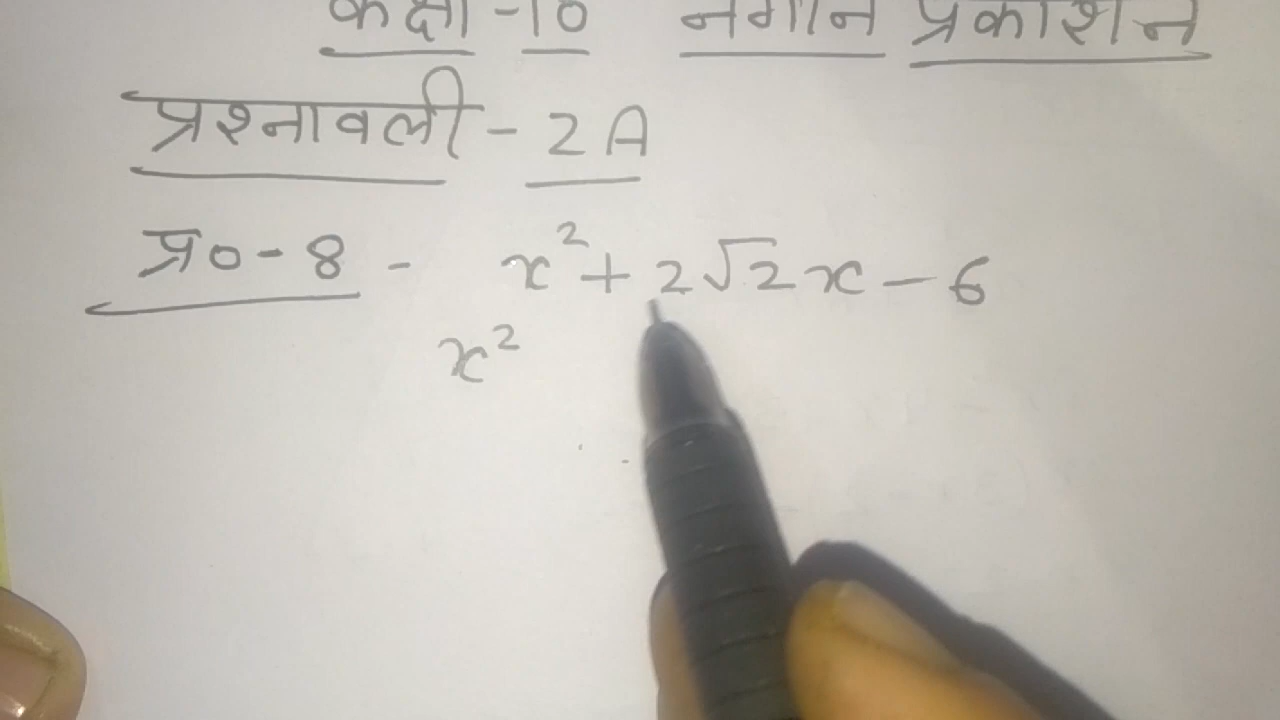 कक्षा - 10 नगीन प्रकाशन
प्रश्नावली - 2A
प्र० - 8 - x² + 2√2x - 6
x²